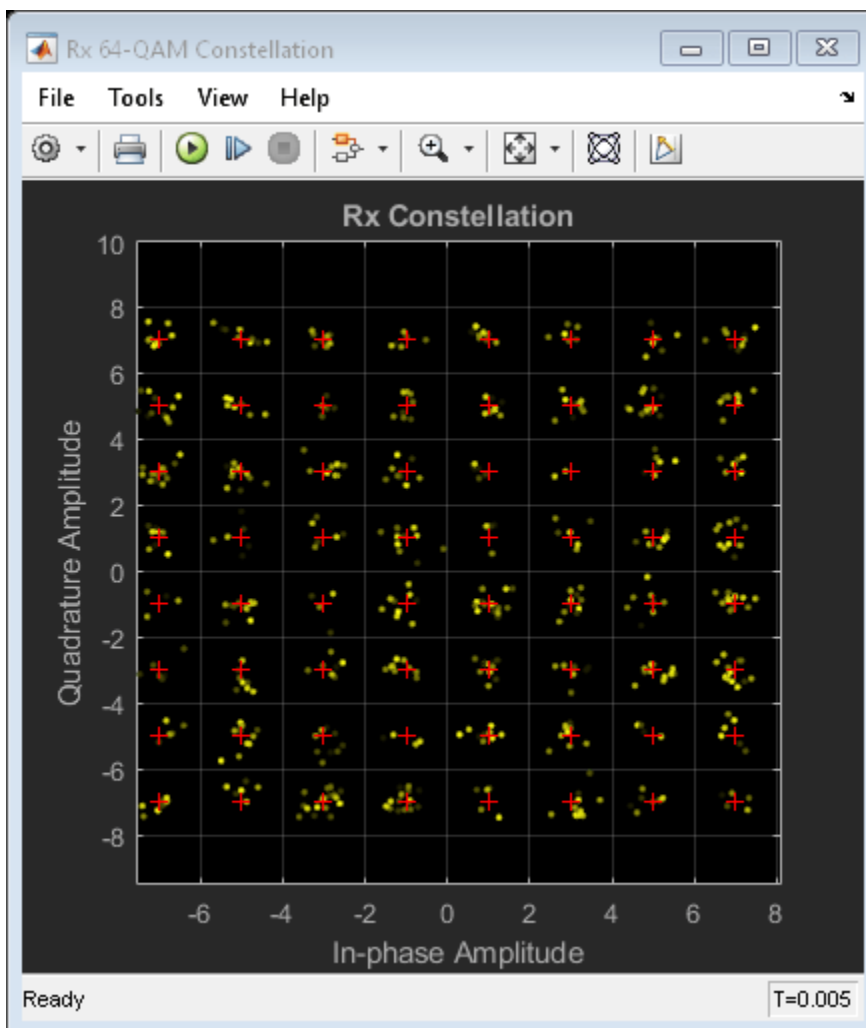 Rx 64-QAM Constellation
File Tools View Help
Rx Constellation
10
8
6
4
2
0
-2
-4
-6
-8
Quadrature Amplitude
-6 -4 -2 0 2 4 6 8
In-phase Amplitude
Ready T=0.005